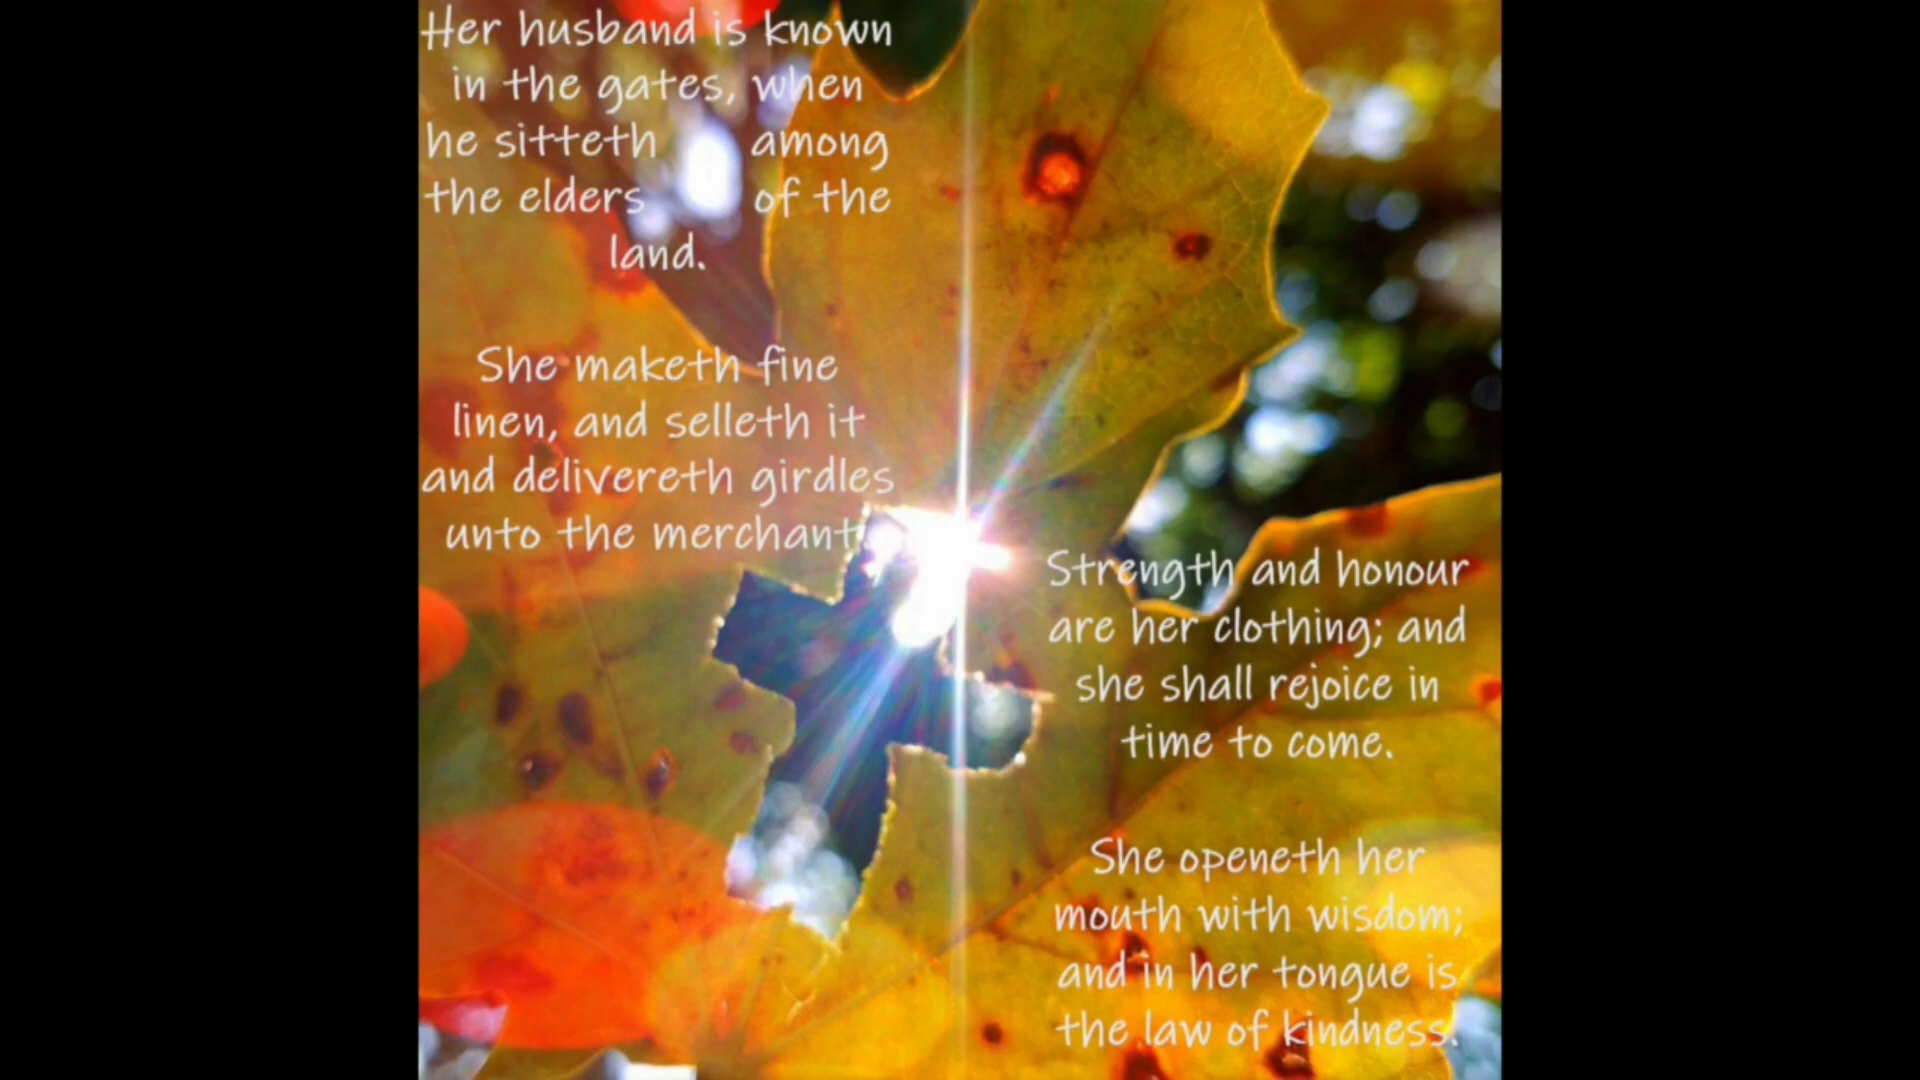 Her husband is known
in the gates, when
he sitteth among
the elders of the
land.
She maketh fine
linen, and selleth it
and delivereth girdles
unto the merchant
Strength and honour
are her clothing; and
she shall rejoice in
time to come.
She openeth her
mouth with wisdom;
and in her tongue is
the law of kindness.